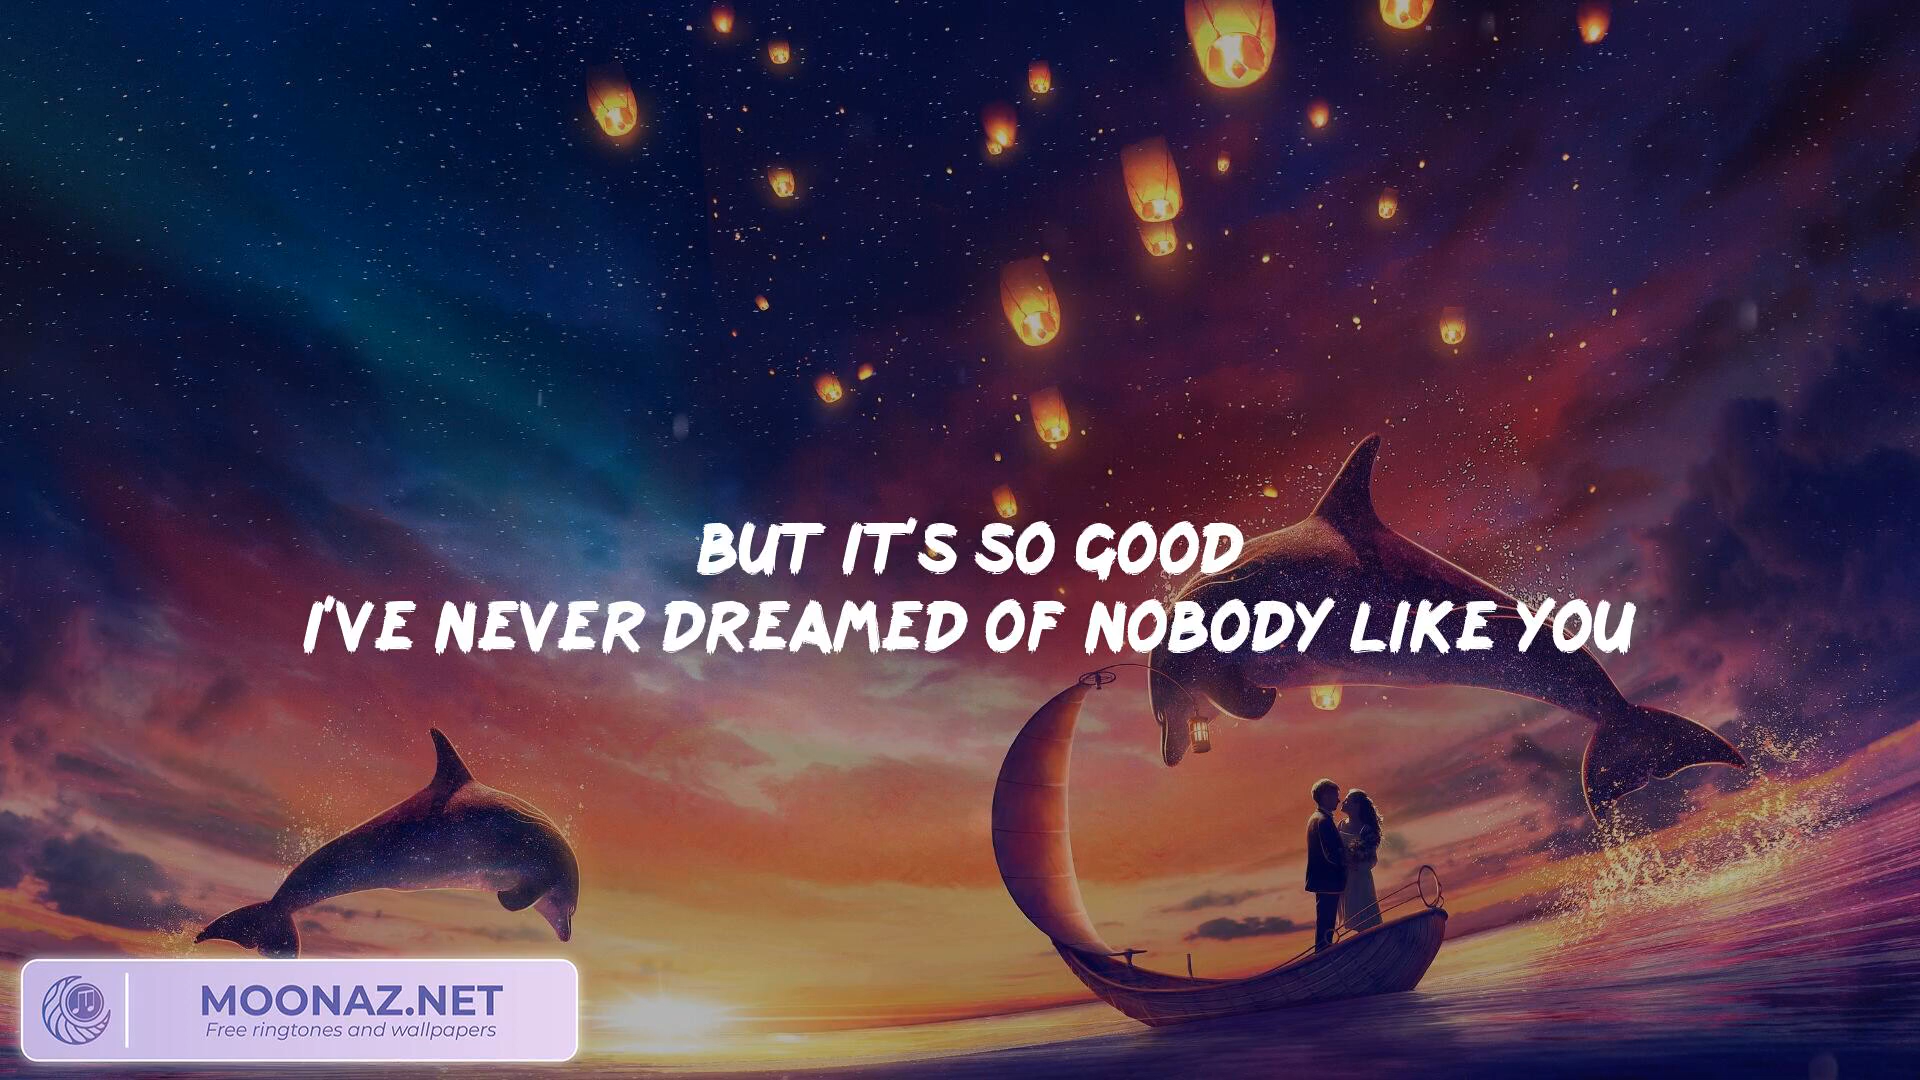 BUT IT'S SO GOOD
I'VE NEVER DREAMED OF NOBODY LIKE YOU
MOONAZ.NET
Free ringtones and wallpapers